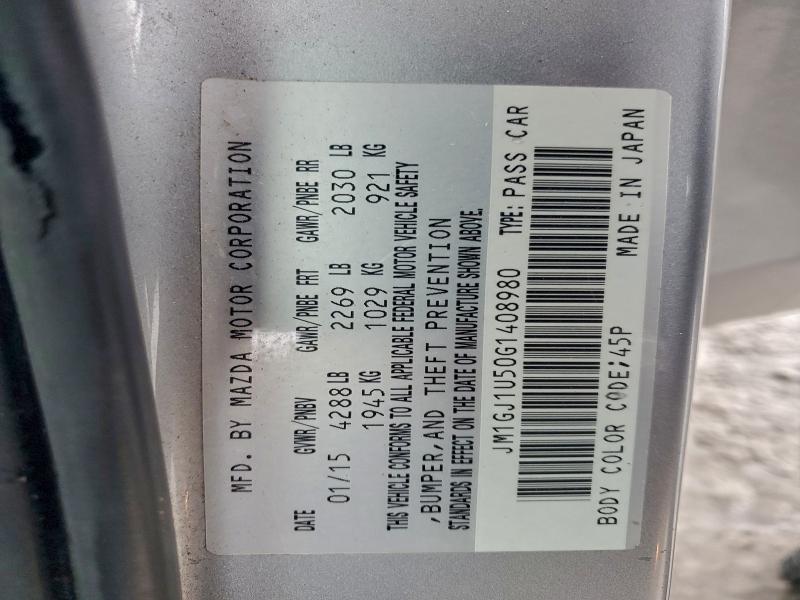 MFD. BY MAZDA MOTOR CORPORATION
DATE GVWR/PNBV GAWR/PNBE FRT GAWR/PNBE RR
01/15 4288LB 2269 LB 2030 LB
1945KG 1029 KG 921 KG
THIS VEHICLE CONFORMS TO ALL APPLICABLE FEDERAL MOTOR VEHICLE SAFETY
,BUMPER,AND THEFT PREVENTION
STANDARDS IN EFFECT ON THE DATE OF MANUFACTURE SHOWN ABOVE.
JM1GJ1U50G1408980 TYPE: PASS CAR
BODY COLOR CODE;45P MADE IN JAPAN